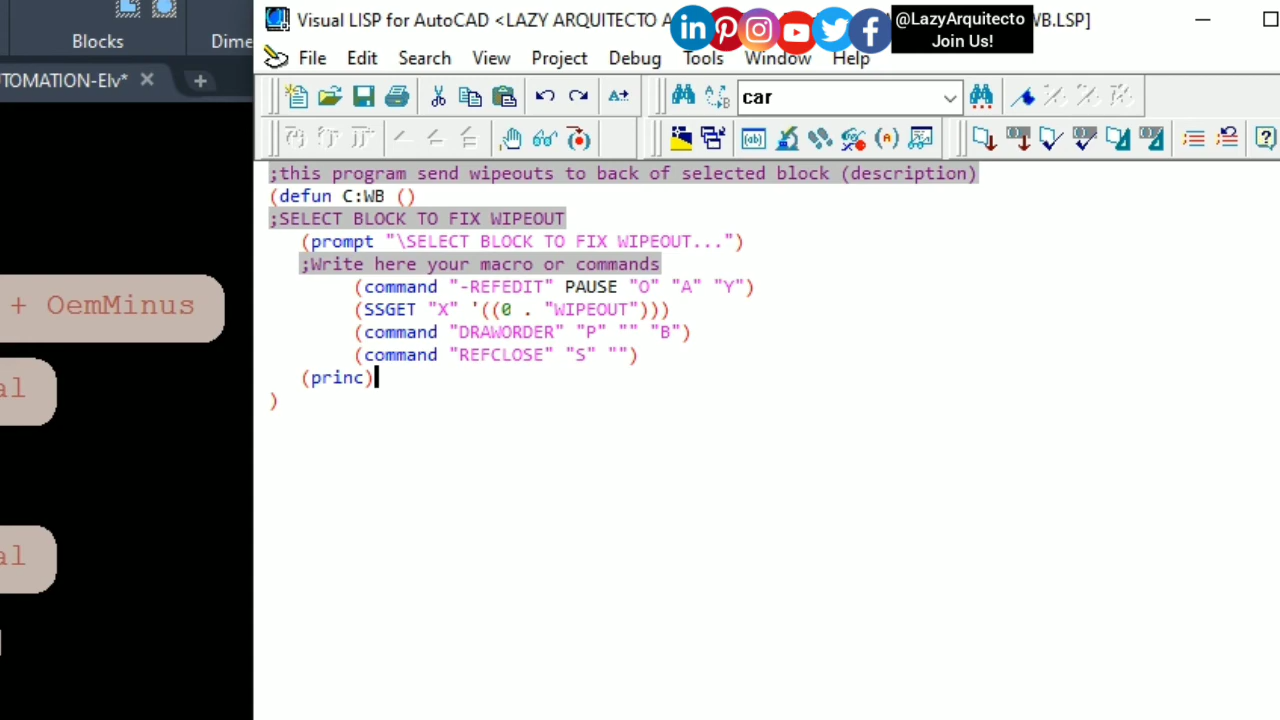 Blocks
Dime
UTOMATION-Elv*
+ OemMinus
al
al
Visual LISP for AutoCAD <LAZY ARQUITECTO A
WB.LSP]
@LazyArquitecto
Join Us!
File Edit Search View Project Debug Tools Window Help
car
;this program send wipeouts to back of selected block (description)
(defun C:WB ()
;SELECT BLOCK TO FIX WIPEOUT
(prompt "\SELECT BLOCK TO FIX WIPEOUT...")
;Write here your macro or commands
(command "-REFEDIT" PAUSE "O" "A" "Y")
(SSGET "X" '((0 . "WIPEOUT")))
(command "DRAWORDER" "P" "" "B")
(command "REFCLOSE" "S" "")
(princ)
)